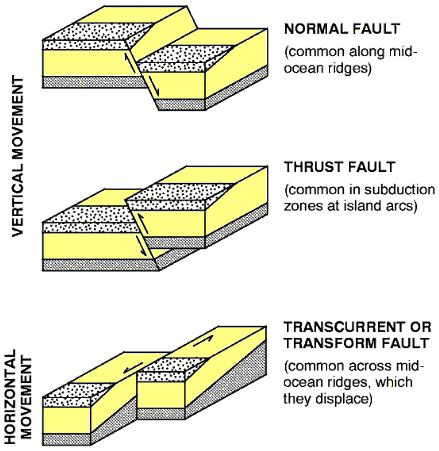 VERTICAL MOVEMENT
NORMAL FAULT
(common along mid-
ocean ridges)
THRUST FAULT
(common in subduction
zones at island arcs)
HORIZONTAL
MOVEMENT
TRANSCURRENT OR
TRANSFORM FAULT
(common across mid-
ocean ridges, which
they displace)